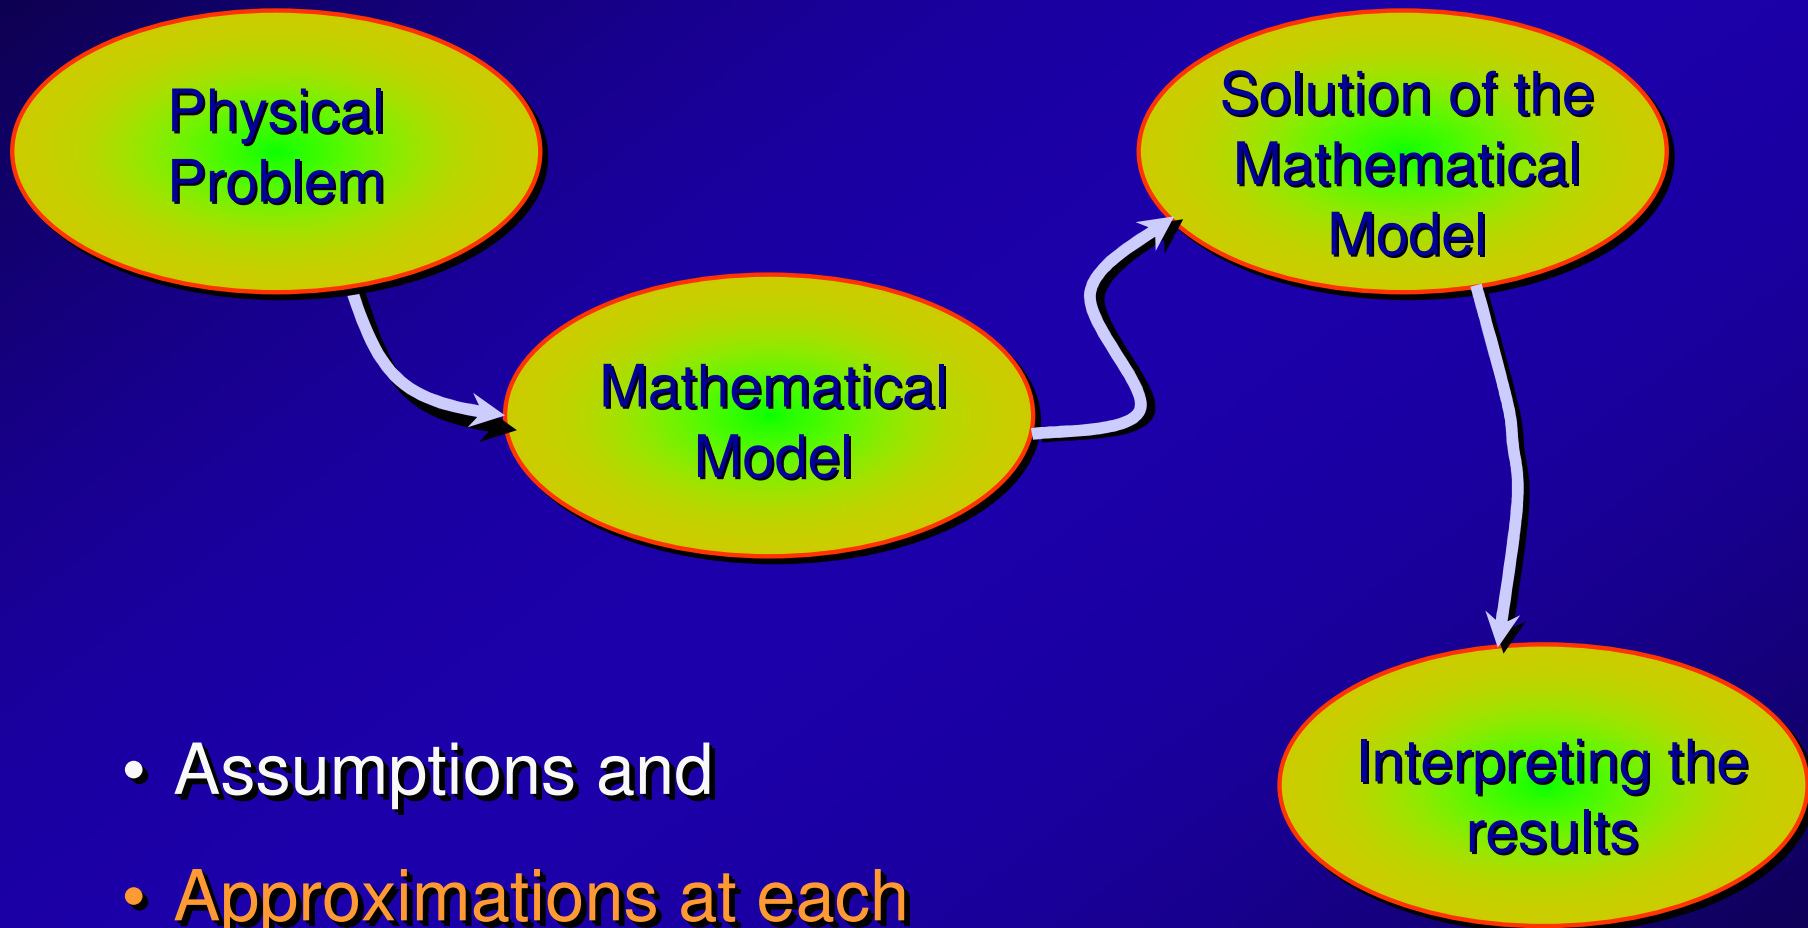 Physical
Problem
Mathematical
Model
Solution of the
Mathematical
Model
Interpreting the
results
• Assumptions and
• Approximations at each